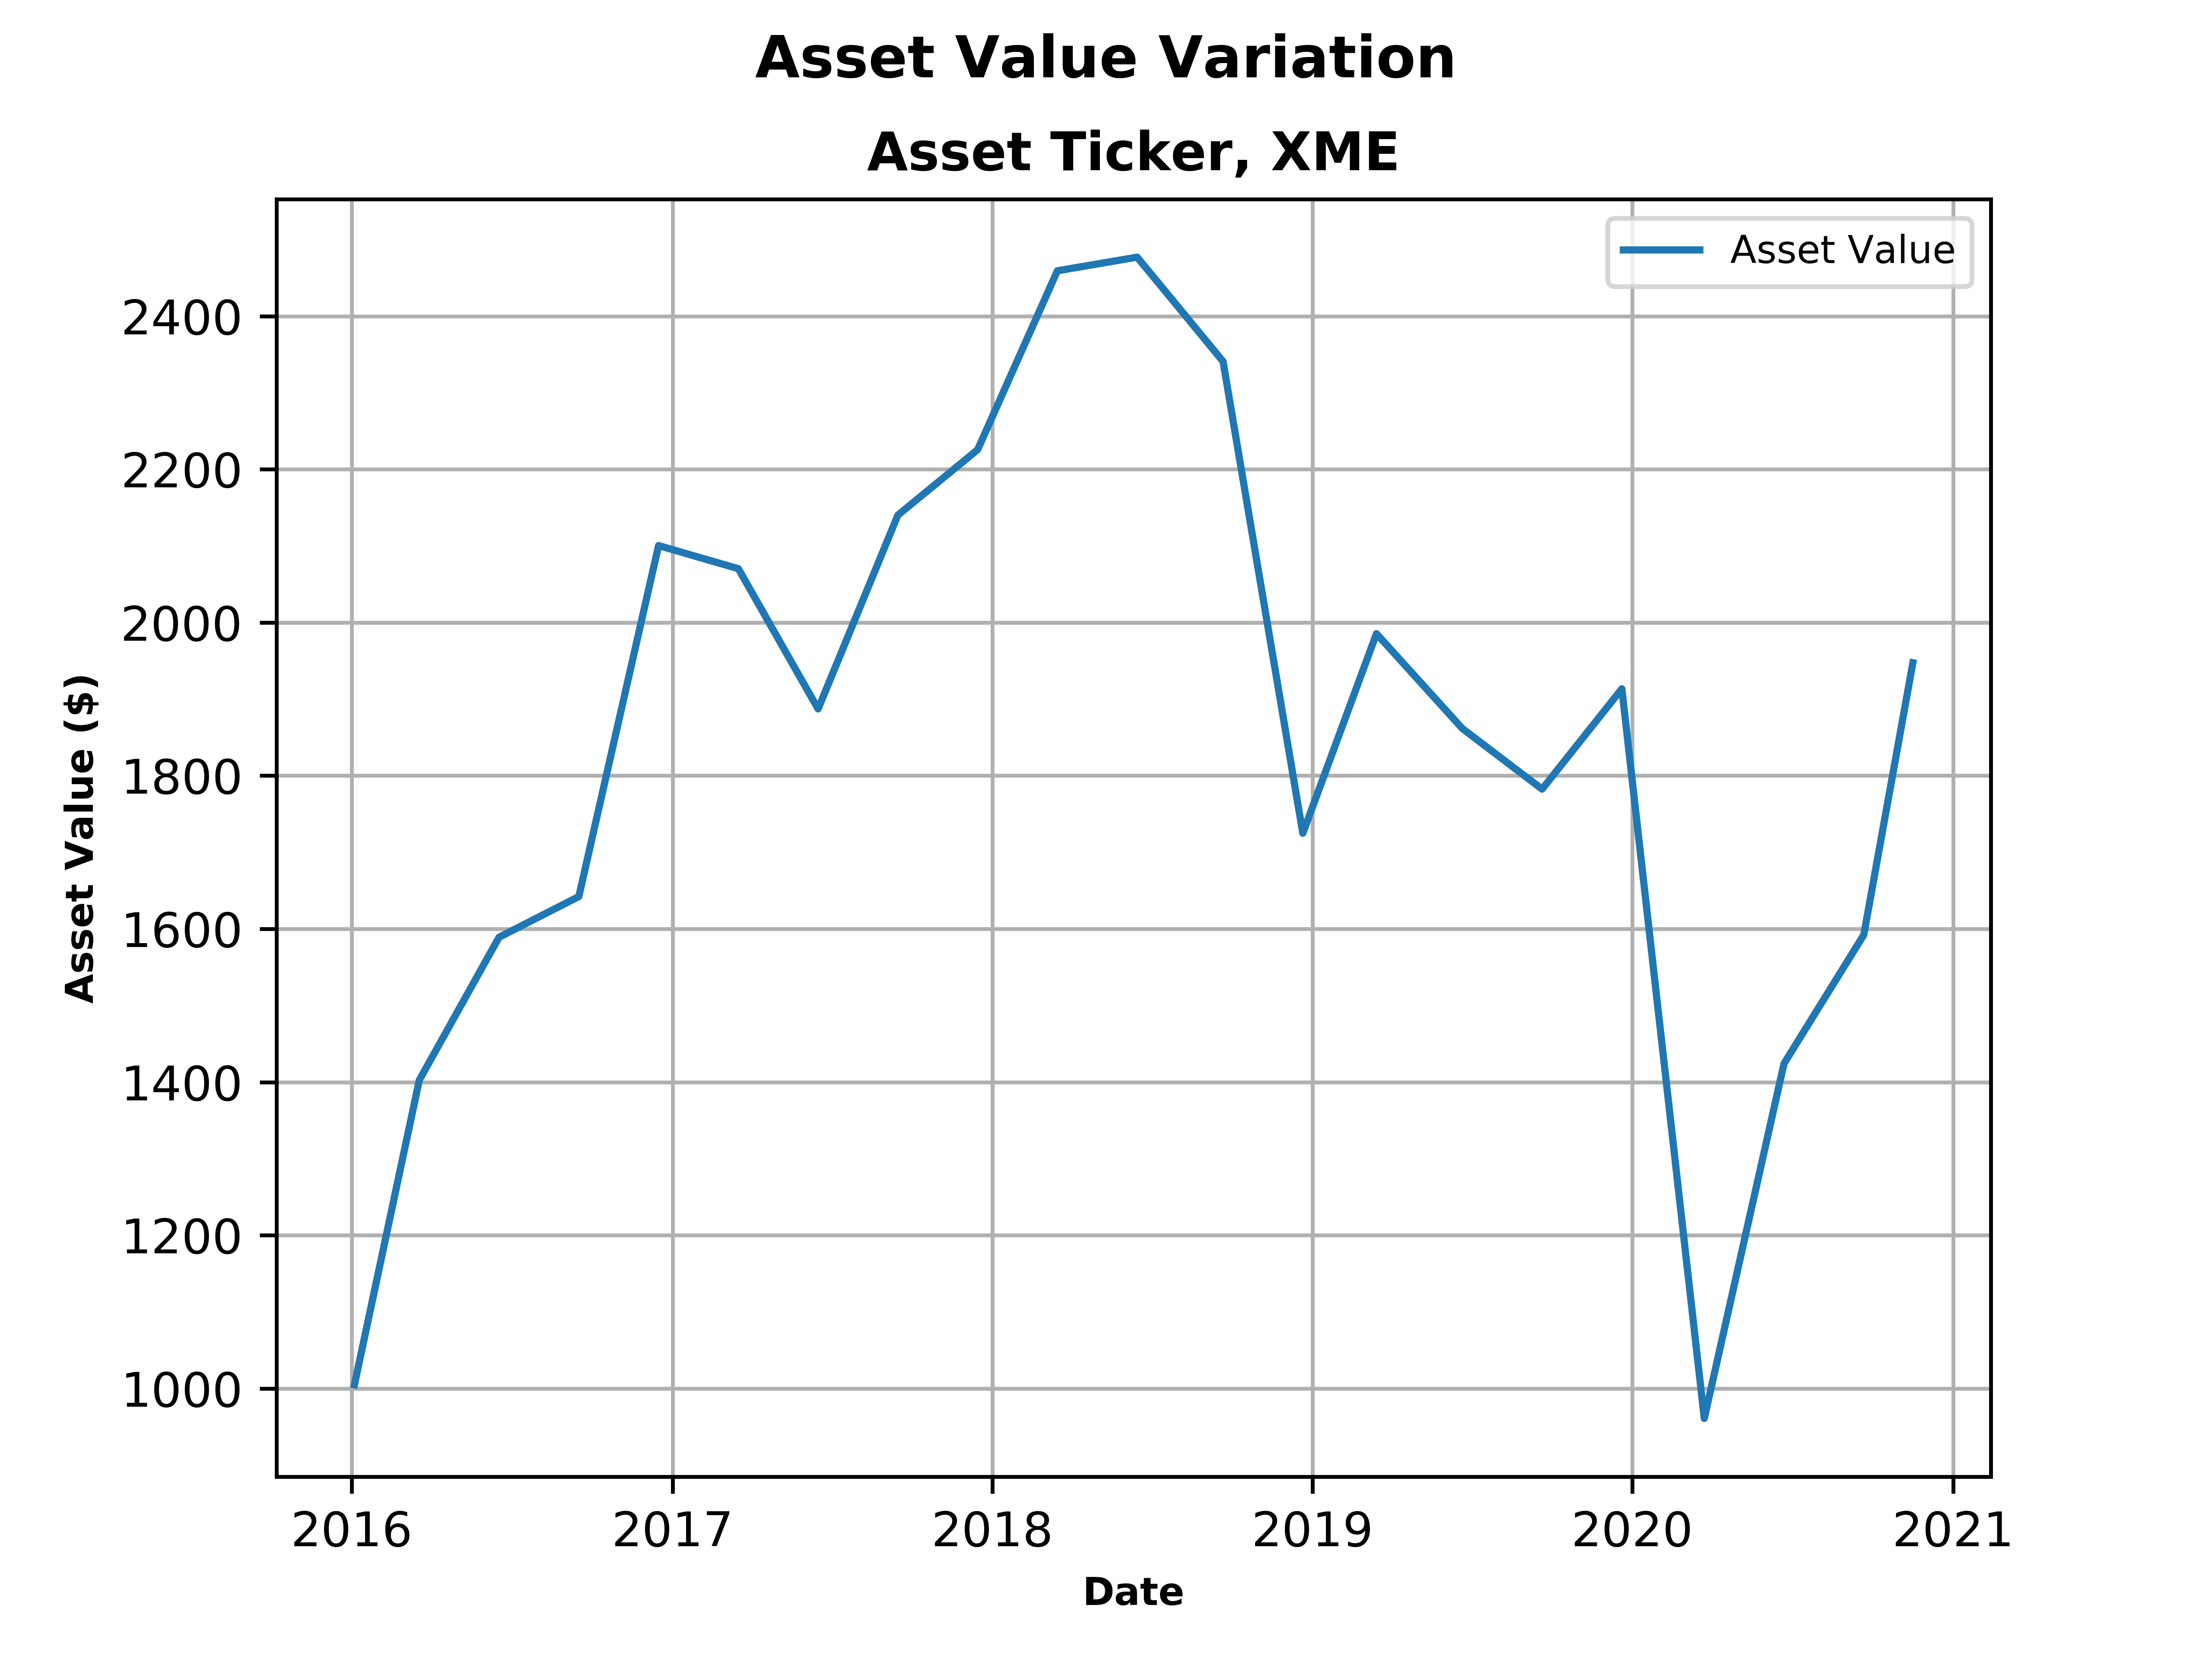 Asset Value Variation
Asset Ticker, XME
Asset Value
2400
2200
2000
1800
1600
1400
1200
1000
Asset Value ($)
2016 2017 2018 2019 2020 2021
Date